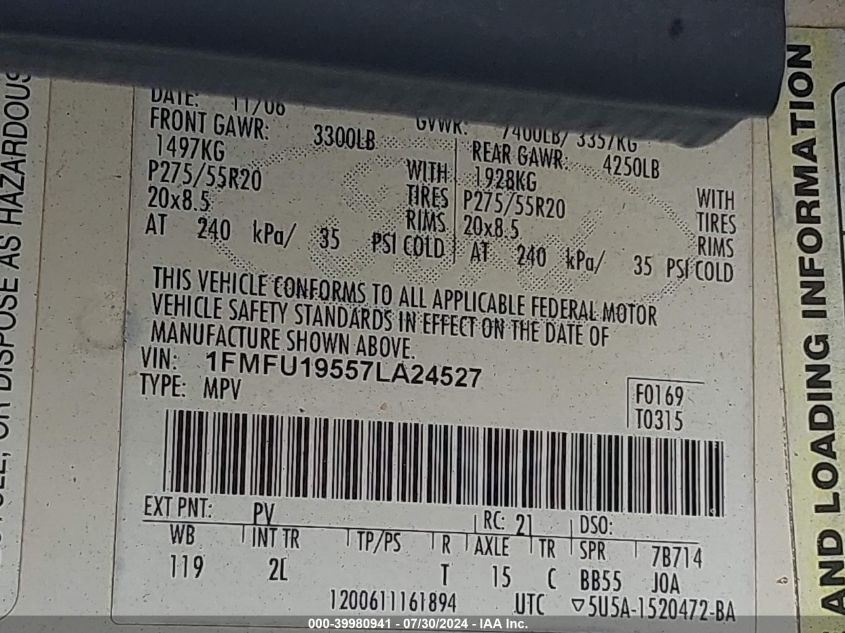 DATE: 11/06
GVWR: 7400LB/ 3357KG
FRONT GAWR: 3300LB
REAR GAWR: 4250LB
1497KG WITH
1928KG WITH
P275/55R20 TIRES
P275/55R20 TIRES
20x8.5 RIMS
20x8.5 RIMS
AT 240 kPa/ 35 PSI COLD
AT 240 kPa/ 35 PSI COLD
THIS VEHICLE CONFORMS TO ALL APPLICABLE FEDERAL MOTOR
VEHICLE SAFETY STANDARDS IN EFFECT ON THE DATE OF
MANUFACTURE SHOWN ABOVE.
VIN: 1FMFU19557LA24527
TYPE: MPV
F0169
T0315
EXT PNT: PV RC: 21 DSO:
WB INT TR TP/PS R AXLE TR SPR 7B714
119 2L T 15 C BB55 J0A
1200611161894 UTC ▽5U5A-1520472-BA
OR DISPOSE AS HAZARDOUS
AND LOADING INFORMATION
000-39980941 - 07/30/2024 - IAA Inc.